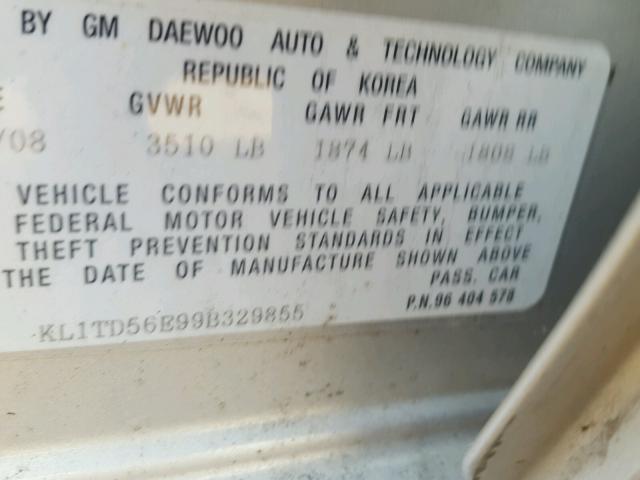 BY GM DAEWOO AUTO & TECHNOLOGY COMPANY
REPUBLIC OF KOREA
E GVWR GAWR FRT GAWR RR
/08 3510 LB 1874 LB 1808 LB
VEHICLE CONFORMS TO ALL APPLICABLE
FEDERAL MOTOR VEHICLE SAFETY, BUMPER,
THEFT PREVENTION STANDARDS IN EFFECT
THE DATE OF MANUFACTURE SHOWN ABOVE
PASS. CAR
P.N.96 404 578
KL1TD56E99B329855